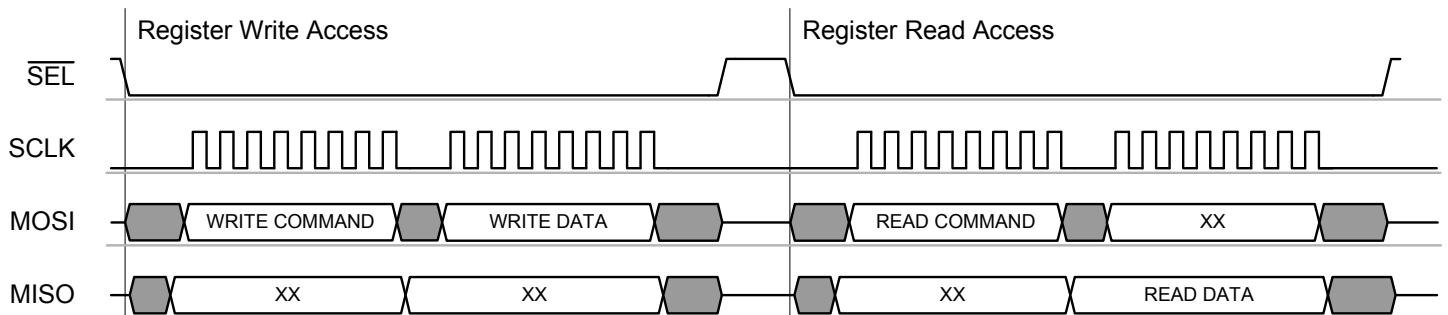 Register Write Access Register Read Access
SEL
SCLK
MOSI WRITE COMMAND WRITE DATA READ COMMAND XX
MISO XX XX XX READ DATA